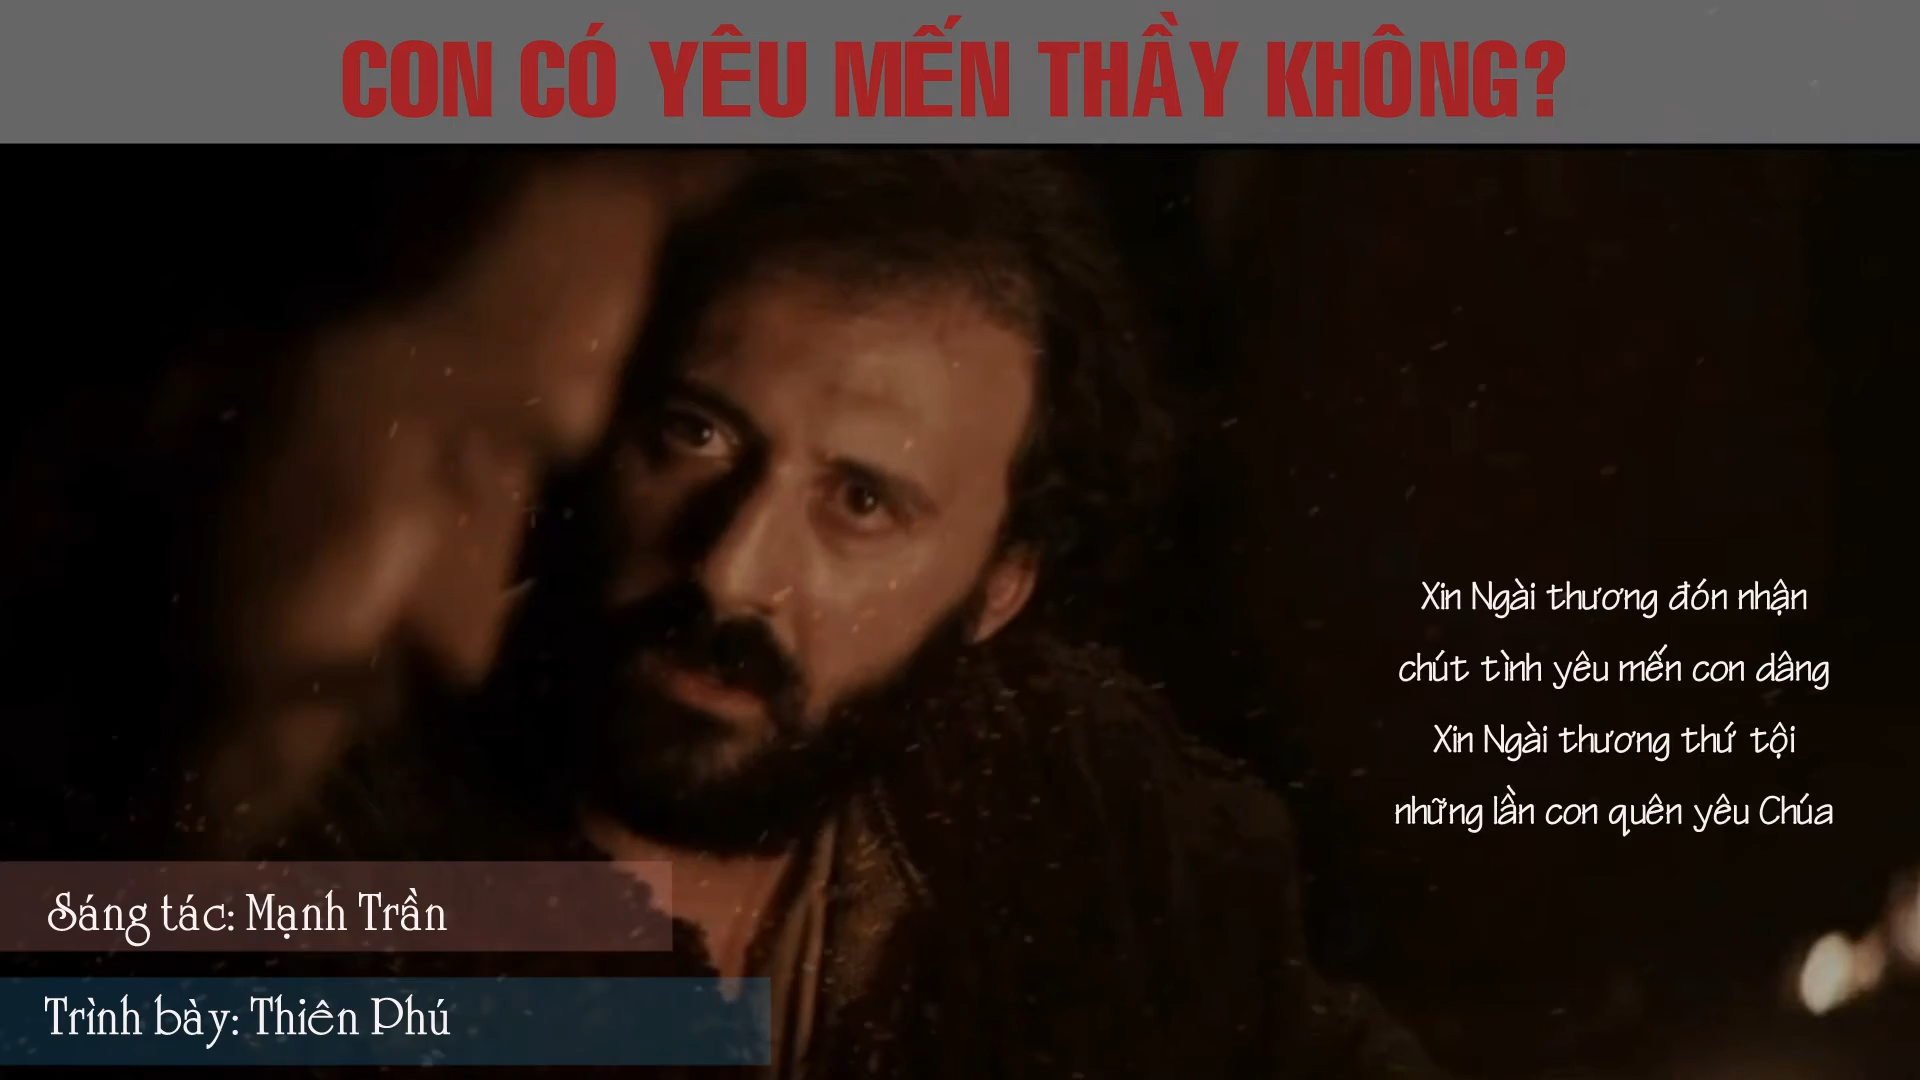 CON CÓ YÊU MẾN THẦY KHÔNG?
Xin Ngài thương đón nhận
chút tình yêu mến con dâng
Xin Ngài thương thứ tội
những lần con quên yêu Chúa
Sáng tác: Mạnh Trần
Trình bày: Thiên Phú